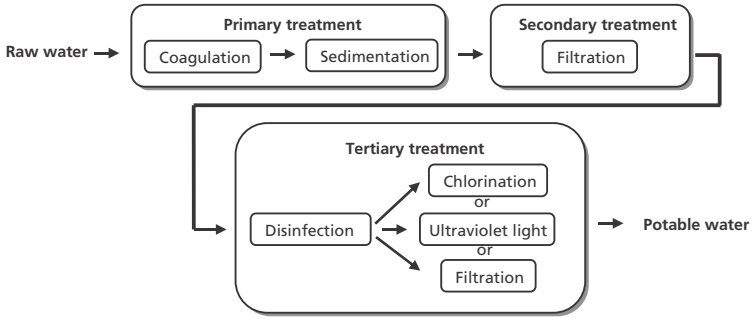 Primary treatment
Secondary treatment
Raw water
Coagulation
Sedimentation
Filtration
Tertiary treatment
Chlorination
or
Disinfection
Ultraviolet light
Potable water
or
Filtration